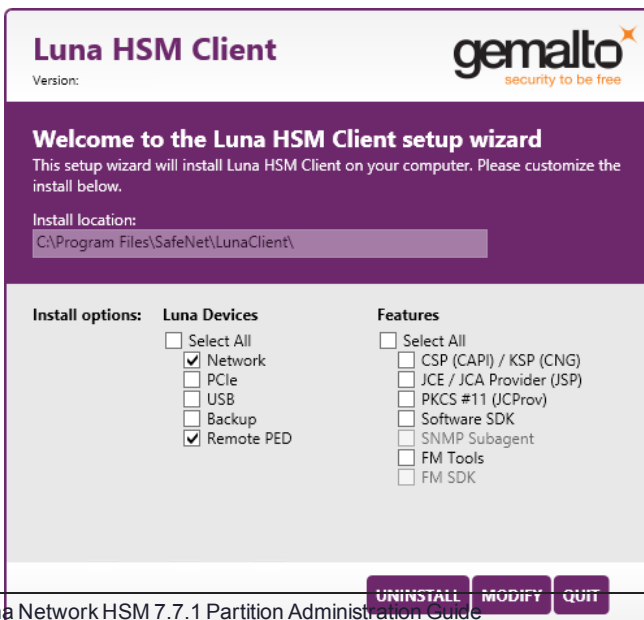 Luna HSM Client
gemalto
security to be free
Version:
Welcome to the Luna HSM Client setup wizard
This setup wizard will install Luna HSM Client on your computer. Please customize the
install below.
Install location:
C:\Program Files\SafeNet\LunaClient\
Install options:
Luna Devices
Select All
Network
PCIe
USB
Backup
Remote PED
Features
Select All
CSP (CAPI) / KSP (CNG)
JCE / JCA Provider (JSP)
PKCS #11 (JCProv)
Software SDK
SNMP Subagent
FM Tools
FM SDK
UNINSTALL MODIFY QUIT
na Network HSM 7.7.1 Partition Administration Guide